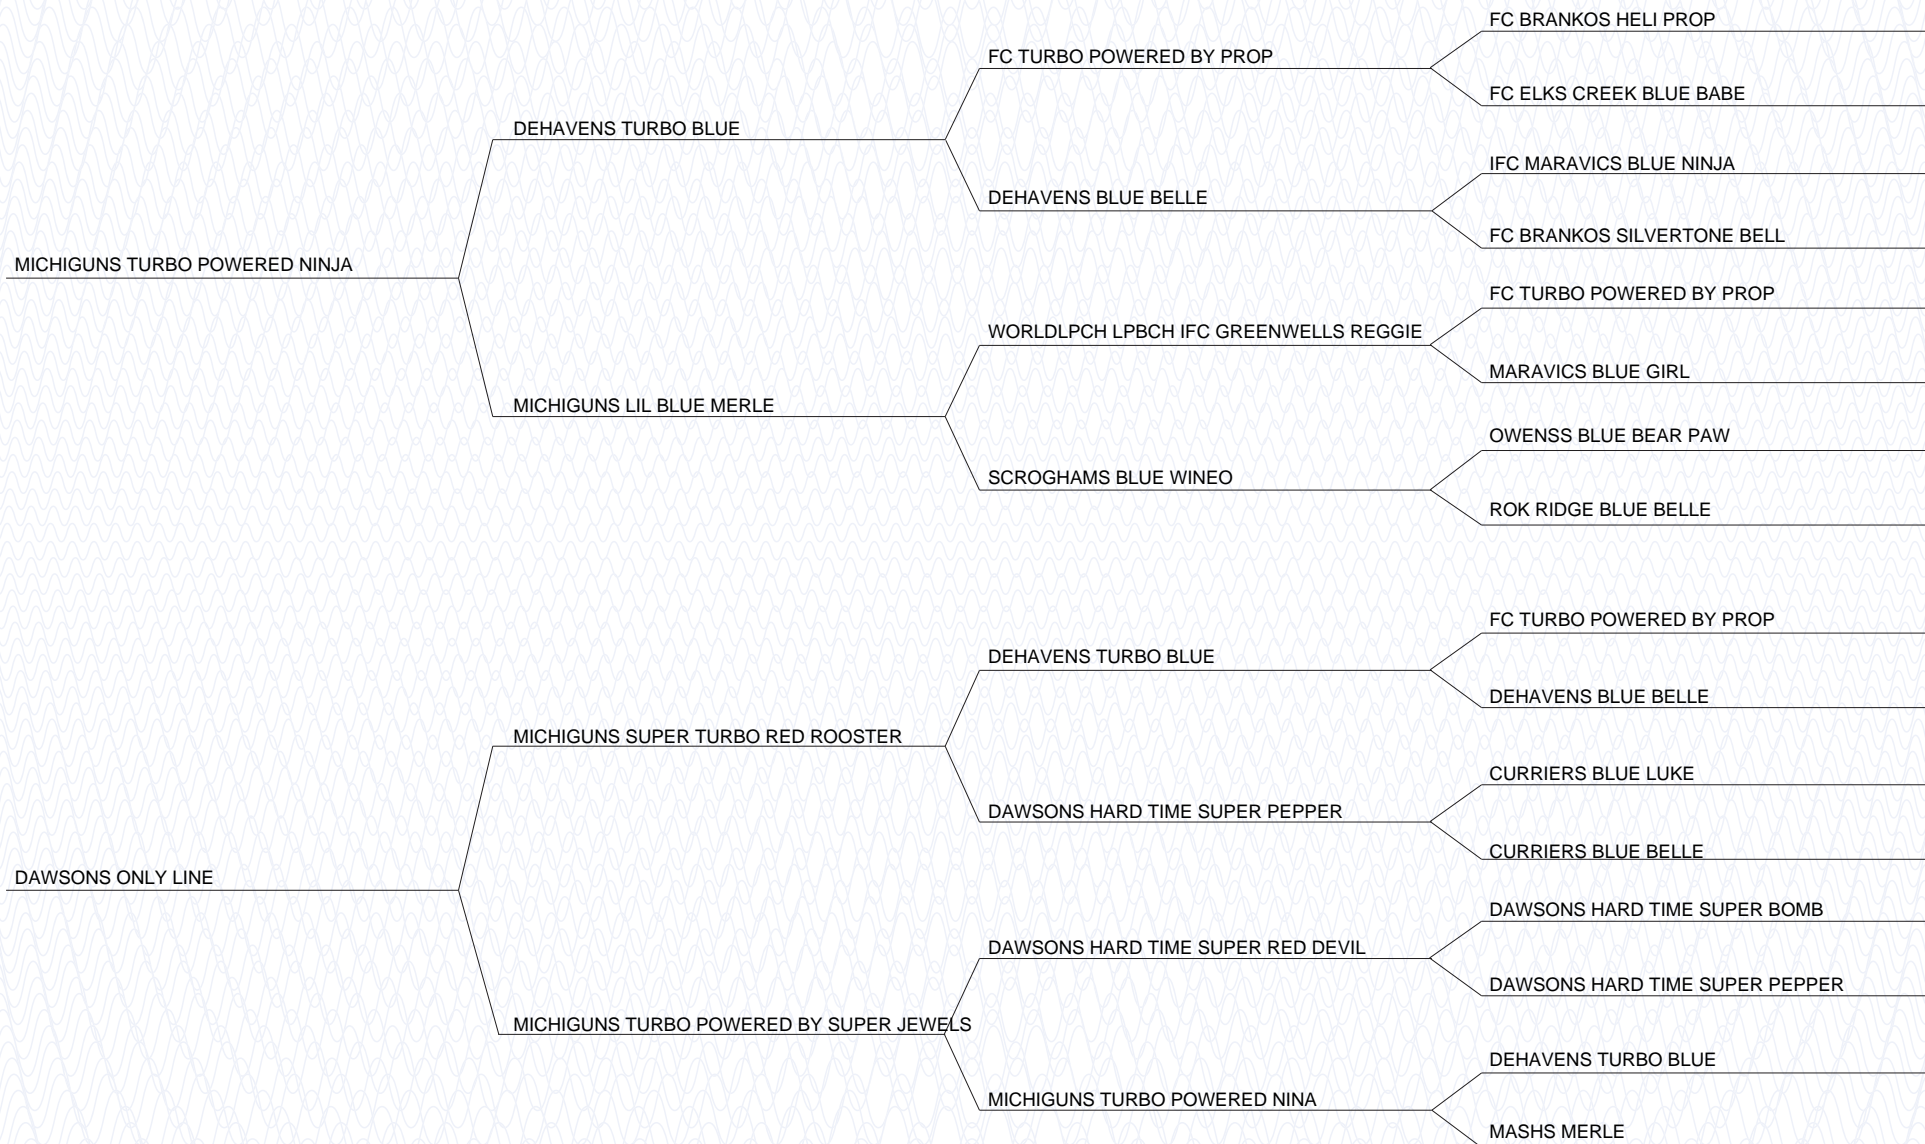 FC BRANKOS HELI PROP
FC TURBO POWERED BY PROP
FC ELKS CREEK BLUE BABE
DEHAVENS TURBO BLUE
IFC MARAVICS BLUE NINJA
DEHAVENS BLUE BELLE
FC BRANKOS SILVERTONE BELL
MICHIGUNS TURBO POWERED NINJA
FC TURBO POWERED BY PROP
WORLDLPCH LPBCH IFC GREENWELLS REGGIE
MARAVICS BLUE GIRL
MICHIGUNS LIL BLUE MERLE
OWENSS BLUE BEAR PAW
SCROGHAMS BLUE WINEO
ROK RIDGE BLUE BELLE
FC TURBO POWERED BY PROP
DEHAVENS TURBO BLUE
DEHAVENS BLUE BELLE
MICHIGUNS SUPER TURBO RED ROOSTER
CURRIERS BLUE LUKE
DAWSONS HARD TIME SUPER PEPPER
CURRIERS BLUE BELLE
DAWSONS ONLY LINE
DAWSONS HARD TIME SUPER BOMB
DAWSONS HARD TIME SUPER RED DEVIL
DAWSONS HARD TIME SUPER PEPPER
MICHIGUNS TURBO POWERED BY SUPER JEWELS
DEHAVENS TURBO BLUE
MICHIGUNS TURBO POWERED NINA
MASHS MERLE